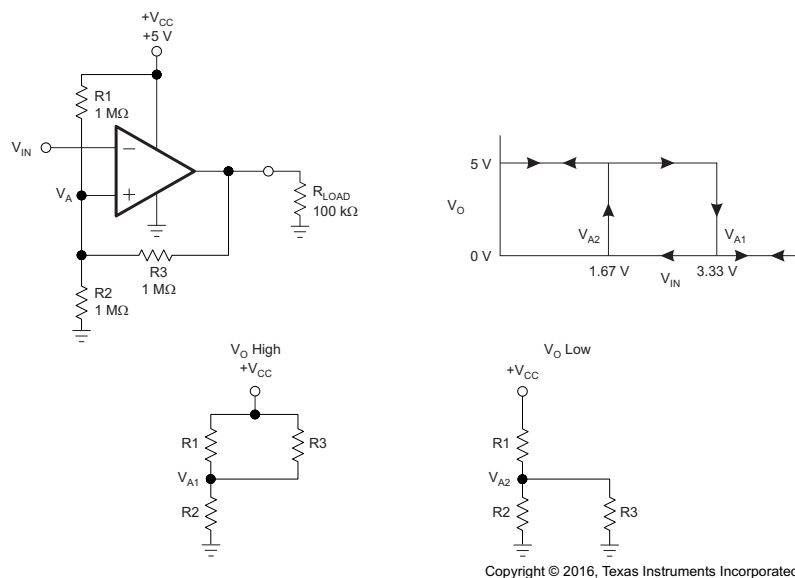 +VCC
+5 V
R1
1 MΩ
VIN
VA
RLOAD
100 kΩ
R3
1 MΩ
R2
1 MΩ
5 V
VO
VA2
VA1
0 V
1.67 V
VIN
3.33 V
VO High
+VCC
R1
R3
VA1
R2
VO Low
+VCC
R1
VA2
R2
R3
Copyright © 2016, Texas Instruments Incorporated